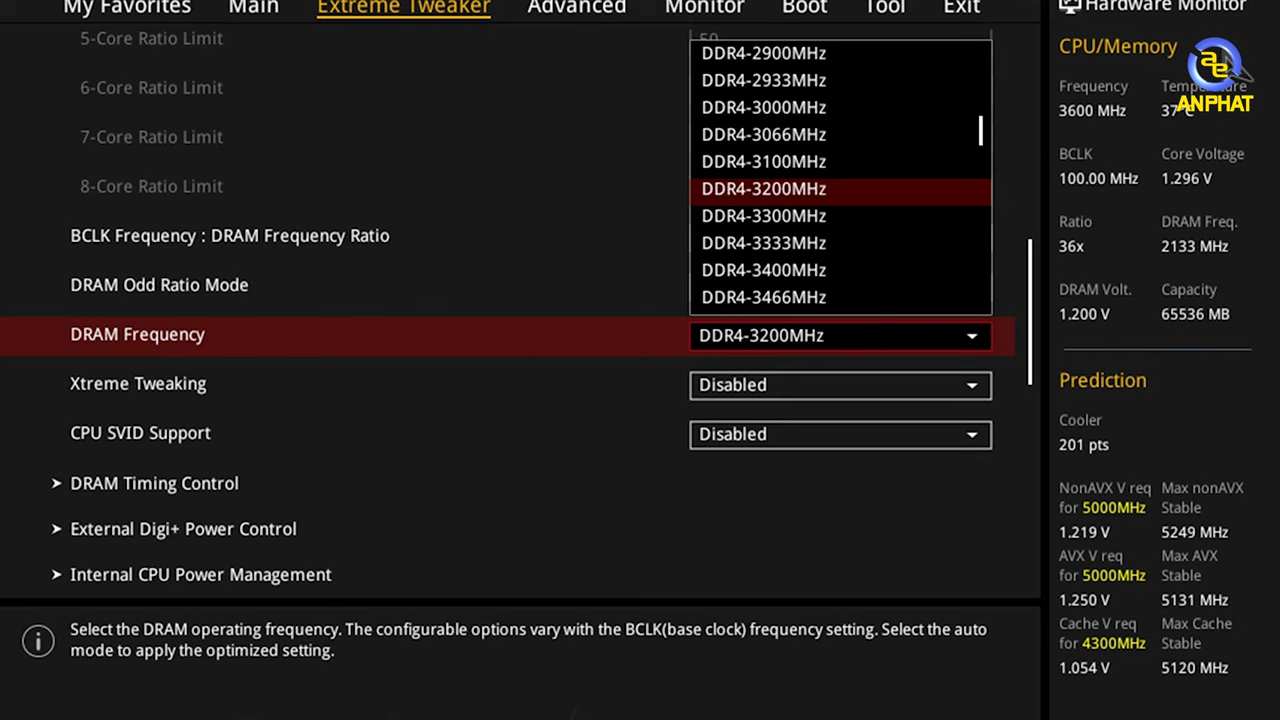 My Favorites Main Extreme Tweaker Advanced Monitor Boot Tool Exit
5-Core Ratio Limit 50
6-Core Ratio Limit
7-Core Ratio Limit
8-Core Ratio Limit
BCLK Frequency : DRAM Frequency Ratio
DRAM Odd Ratio Mode
DDR4-2900MHz
DDR4-2933MHz
DDR4-3000MHz
DDR4-3066MHz
DDR4-3100MHz
DDR4-3200MHz
DDR4-3300MHz
DDR4-3333MHz
DDR4-3400MHz
DDR4-3466MHz
DRAM Frequency DDR4-3200MHz
Xtreme Tweaking Disabled
CPU SVID Support Disabled
DRAM Timing Control
External Digi+ Power Control
Internal CPU Power Management
Select the DRAM operating frequency. The configurable options vary with the BCLK(base clock) frequency setting. Select the auto
mode to apply the optimized setting.
Hardware Monitor
CPU/Memory
ae
ANPHAT
Frequency Temperature
3600 MHz 37°C
BCLK Core Voltage
100.00 MHz 1.296 V
Ratio DRAM Freq.
36x 2133 MHz
DRAM Volt. Capacity
1.200 V 65536 MB
Prediction
Cooler
201 pts
NonAVX V req Max nonAVX
for 5000MHz Stable
1.219 V 5249 MHz
AVX V req Max AVX
for 5000MHz Stable
1.250 V 5131 MHz
Cache V req Max Cache
for 4300MHz Stable
1.054 V 5120 MHz